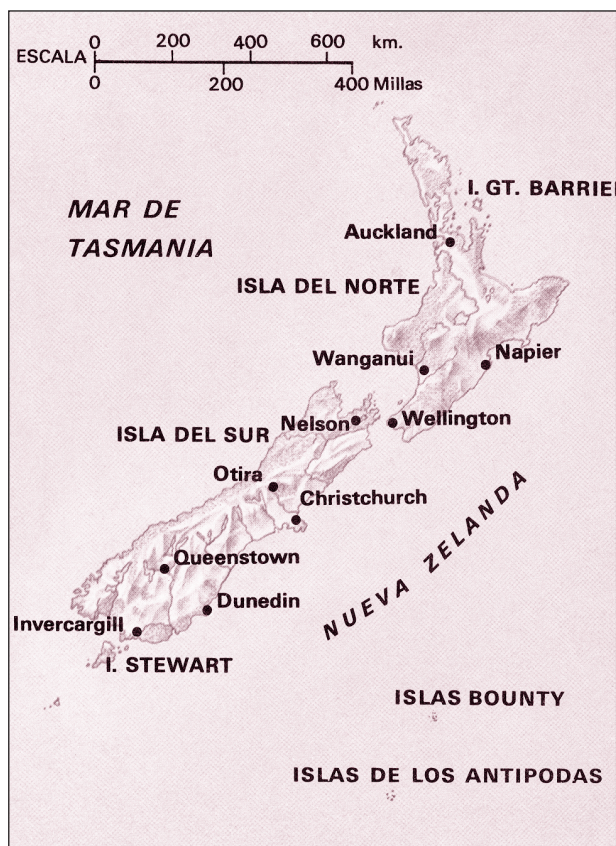 0 200 400 600 km.
ESCALA
0 200 400 Millas
I. GT. BARRIE
MAR DE
TASMANIA
Auckland
ISLA DEL NORTE
Wanganui
Napier
Nelson
Wellington
ISLA DEL SUR
Otira
Christchurch
NUEVA ZELANDA
Queenstown
Dunedin
Invercargill
I. STEWART
ISLAS BOUNTY
ISLAS DE LOS ANTIPODAS